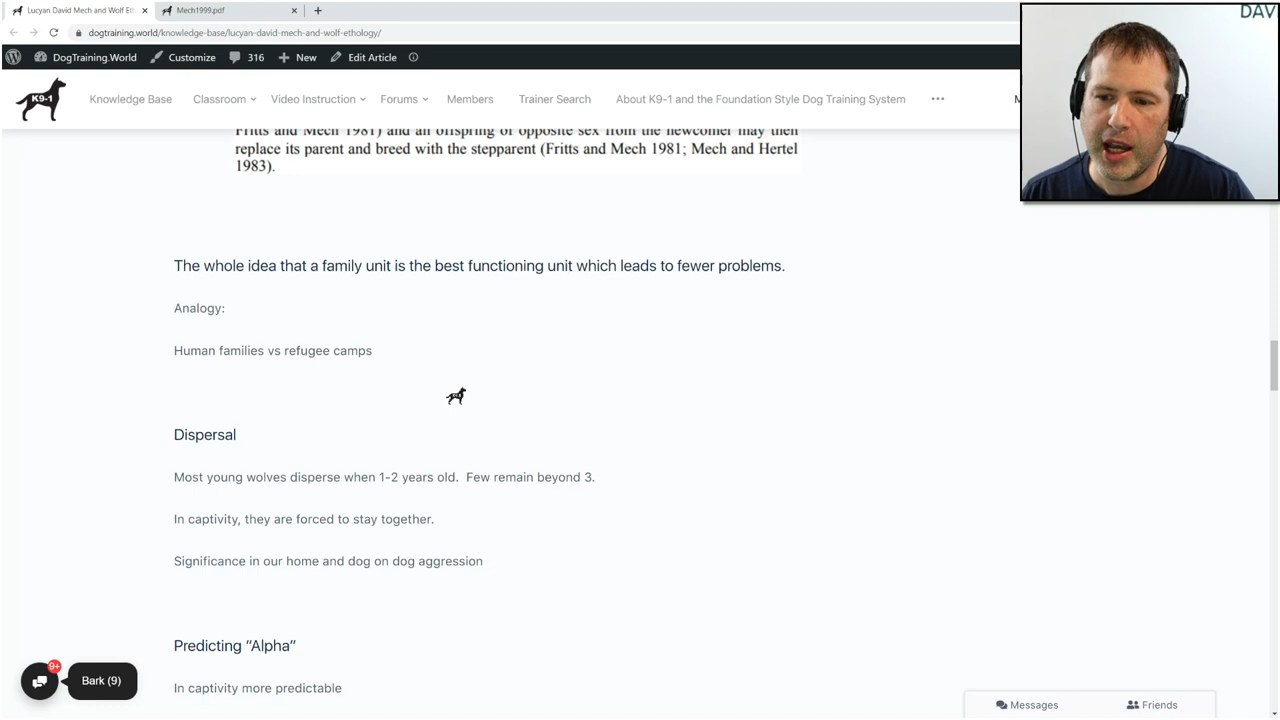 Lucyan David Mech and Wolf Eth
Mech1999.pdf
DAV
dogtraining.world/knowledge-base/lucyan-david-mech-and-wolf-ethology/
DogTraining.World
Customize
316
New
Edit Article
K9-1
Knowledge Base
Classroom
Video Instruction
Forums
Members
Trainer Search
About K9-1 and the Foundation Style Dog Training System
M
Fritts and Mech 1981) and an offspring of opposite sex from the newcomer may then
replace its parent and breed with the stepparent (Fritts and Mech 1981; Mech and Hertel
1983).
The whole idea that a family unit is the best functioning unit which leads to fewer problems.
Analogy:
Human families vs refugee camps
Dispersal
Most young wolves disperse when 1-2 years old. Few remain beyond 3.
In captivity, they are forced to stay together.
Significance in our home and dog on dog aggression
Predicting “Alpha”
In captivity more predictable
9+
Bark (9)
Messages
Friends